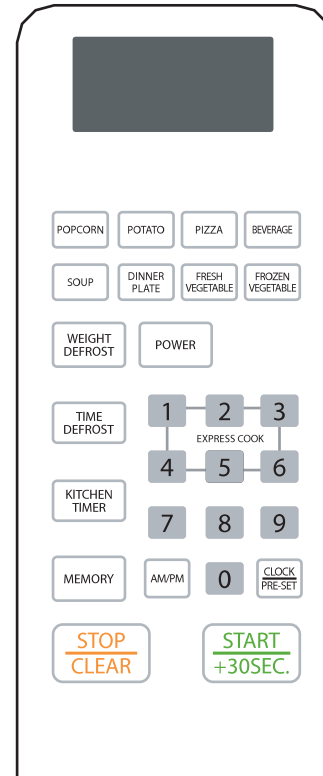 POPCORN POTATO PIZZA BEVERAGE
SOUP DINNER PLATE FRESH VEGETABLE FROZEN VEGETABLE
WEIGHT DEFROST POWER
TIME DEFROST
1 2 3
EXPRESS COOK
4 5 6
KITCHEN TIMER
7 8 9
MEMORY AM/PM 0 CLOCK PRE-SET
STOP CLEAR START +30SEC.